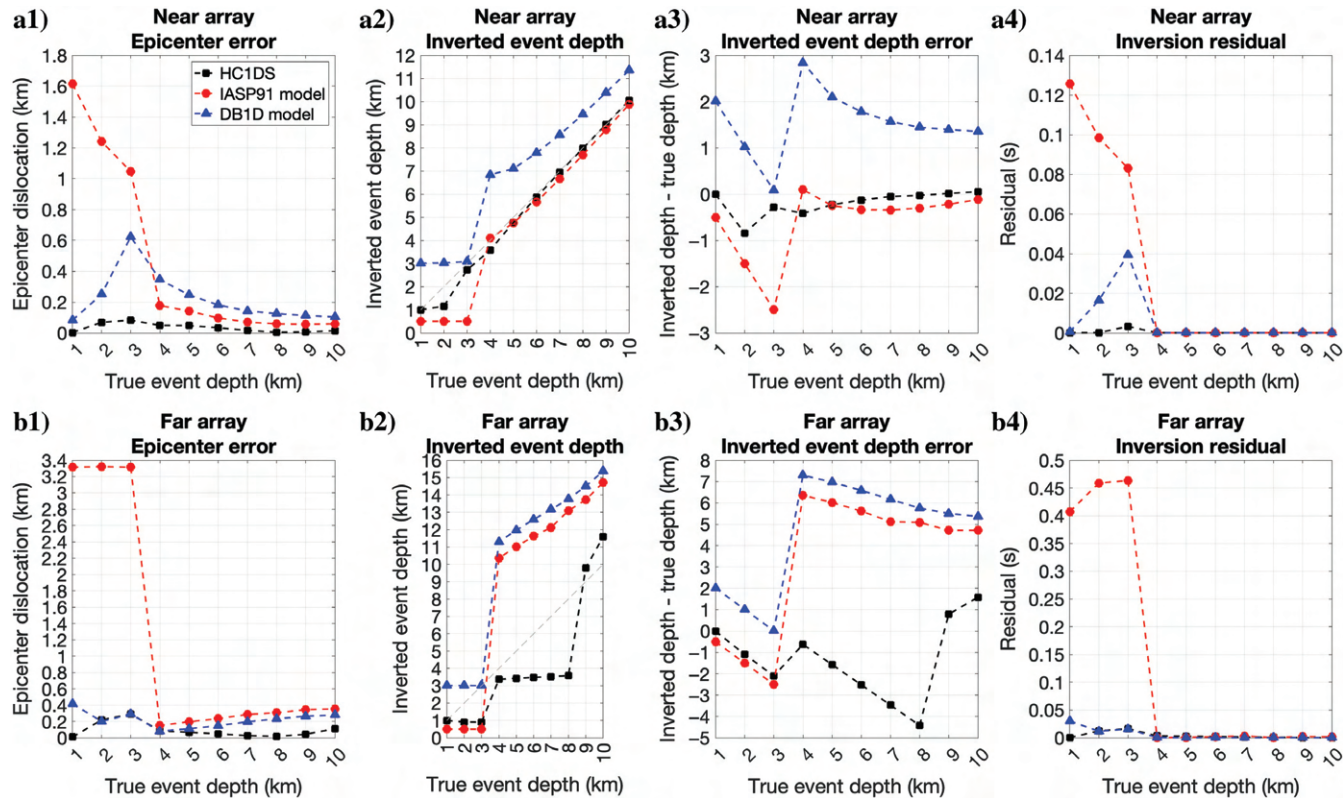 a1)
Near array
Epicenter error
Epicenter dislocation (km)
1.8
1.6
1.4
1.2
1
0.8
0.6
0.4
0.2
0
HC1DS
IASP91 model
DB1D model
1 2 3 4 5 6 7 8 9 10
True event depth (km)
a2)
Near array
Inverted event depth
Inverted event depth (km)
12
11
10
9
8
7
6
5
4
3
2
1
0
1 2 3 4 5 6 7 8 9 10
True event depth (km)
a3)
Near array
Inverted event depth error
Inverted depth - true depth (km)
3
2
1
0
−1
−2
−3
1 2 3 4 5 6 7 8 9 10
True event depth (km)
a4)
Near array
Inversion residual
Residual (s)
0.14
0.12
0.1
0.08
0.06
0.04
0.02
0
1 2 3 4 5 6 7 8 9 10
True event depth (km)
b1)
Far array
Epicenter error
Epicenter dislocation (km)
3.4
3.2
3
2.8
2.6
2.4
2.2
2
1.8
1.6
1.4
1.2
1
0.8
0.6
0.4
0.2
0
1 2 3 4 5 6 7 8 9 10
True event depth (km)
b2)
Far array
Inverted event depth
Inverted event depth (km)
16
15
14
13
12
11
10
9
8
7
6
5
4
3
2
1
0
1 2 3 4 5 6 7 8 9 10
True event depth (km)
b3)
Far array
Inverted event depth error
Inverted depth - true depth (km)
8
7
6
5
4
3
2
1
0
−1
−2
−3
−4
−5
1 2 3 4 5 6 7 8 9 10
True event depth (km)
b4)
Far array
Inversion residual
Residual (s)
0.5
0.45
0.4
0.35
0.3
0.25
0.2
0.15
0.1
0.05
0
1 2 3 4 5 6 7 8 9 10
True event depth (km)